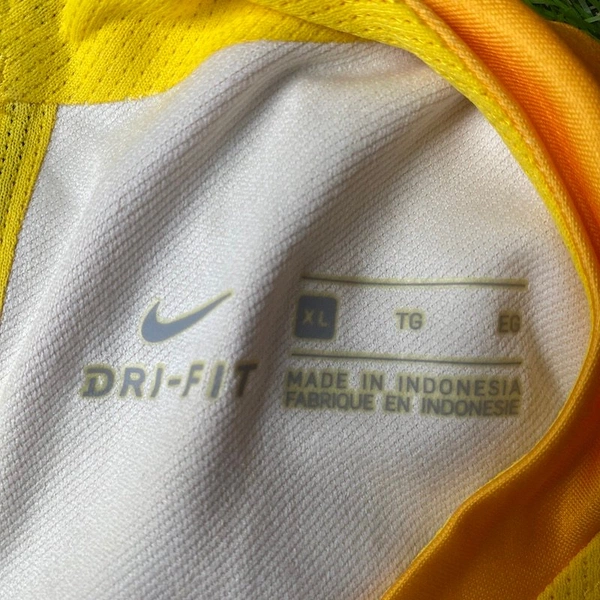 DRI-FIT
XL TG EG
MADE IN INDONESIA
FABRIQUE EN INDONESIE